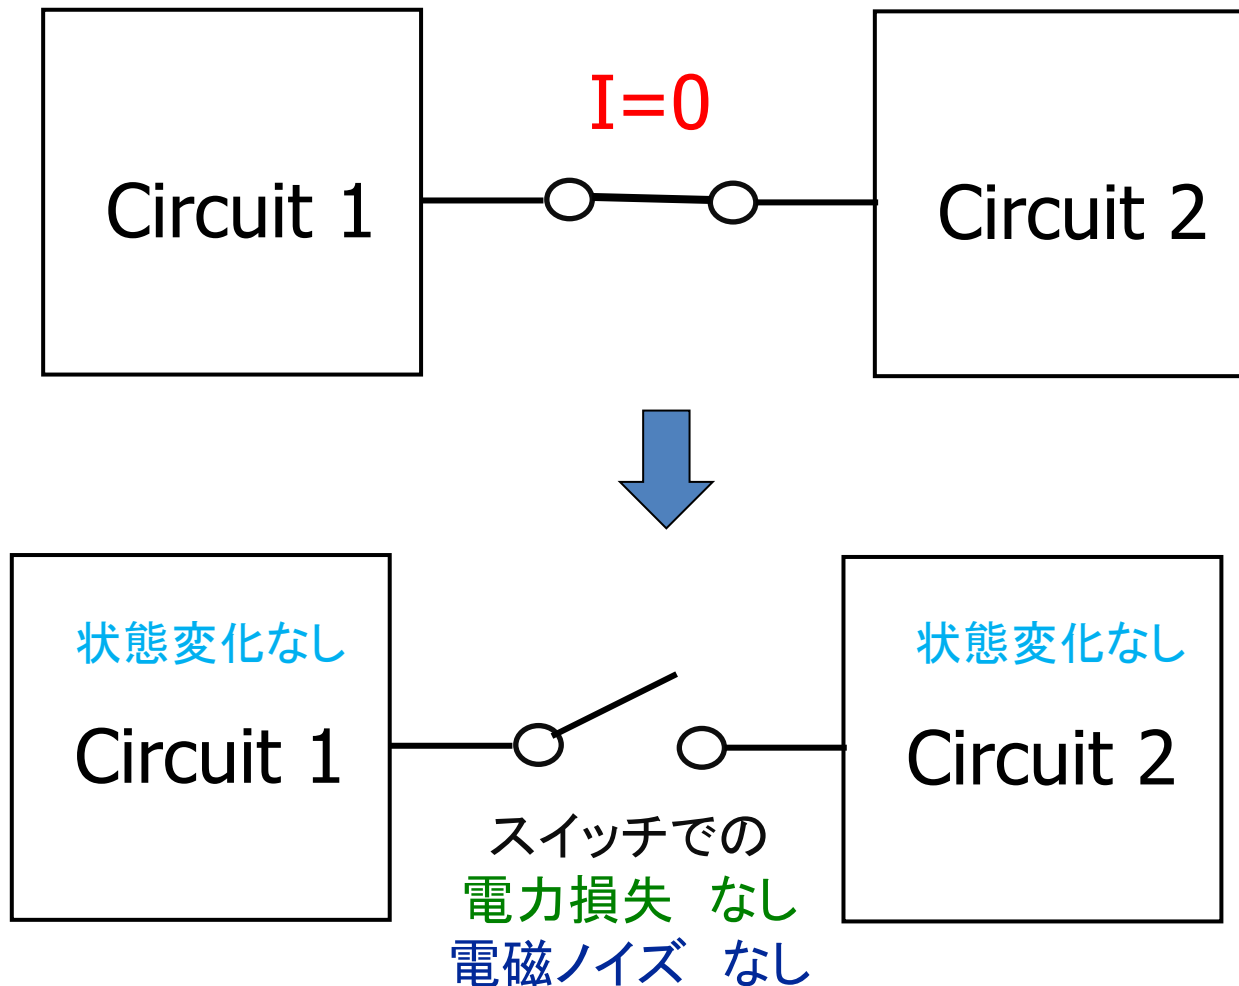 I=0
Circuit 1
Circuit 2
状態変化なし
状態変化なし
Circuit 1
Circuit 2
スイッチでの
電力損失 なし
電磁ノイズ なし